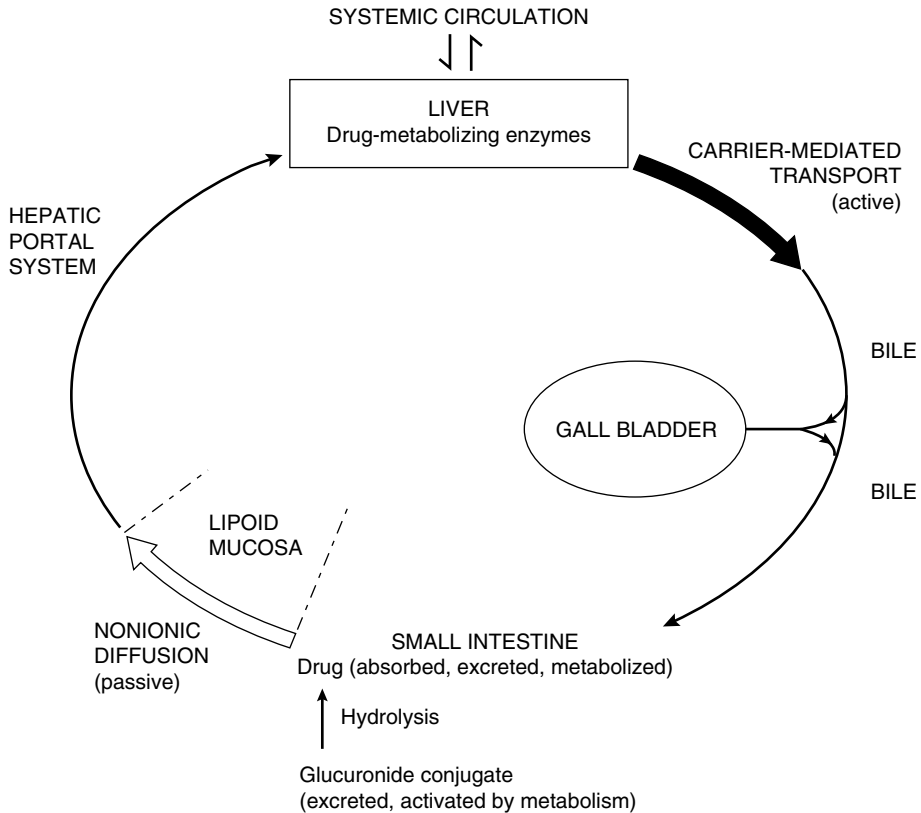 SYSTEMIC CIRCULATION
LIVER
Drug-metabolizing enzymes
CARRIER-MEDIATED
TRANSPORT
(active)
HEPATIC
PORTAL
SYSTEM
BILE
GALL BLADDER
BILE
LIPOID
MUCOSA
NONIONIC
DIFFUSION
(passive)
SMALL INTESTINE
Drug (absorbed, excreted, metabolized)
Hydrolysis
Glucuronide conjugate
(excreted, activated by metabolism)